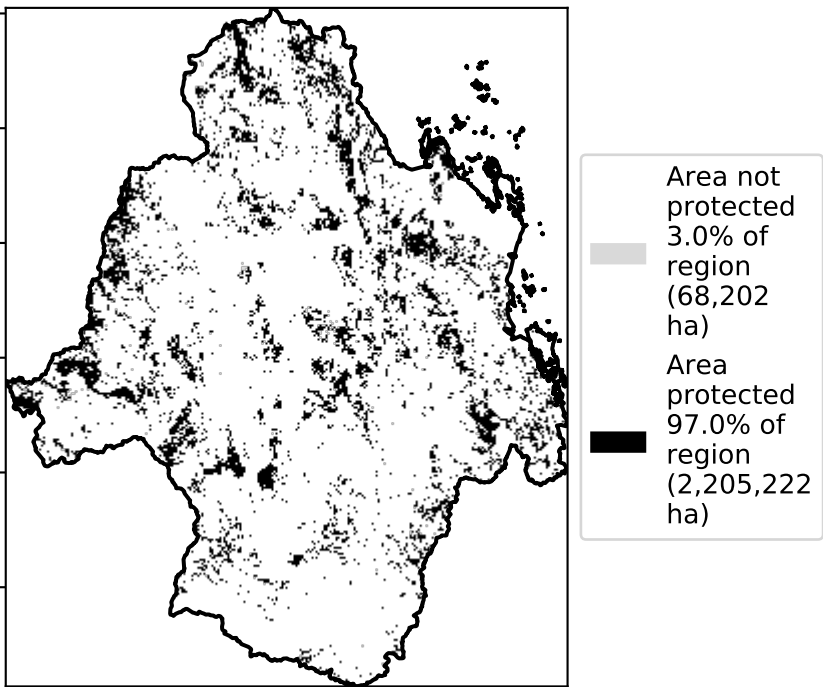 Area not
protected
3.0% of
region
(68,202
ha)
Area
protected
97.0% of
region
(2,205,222
ha)